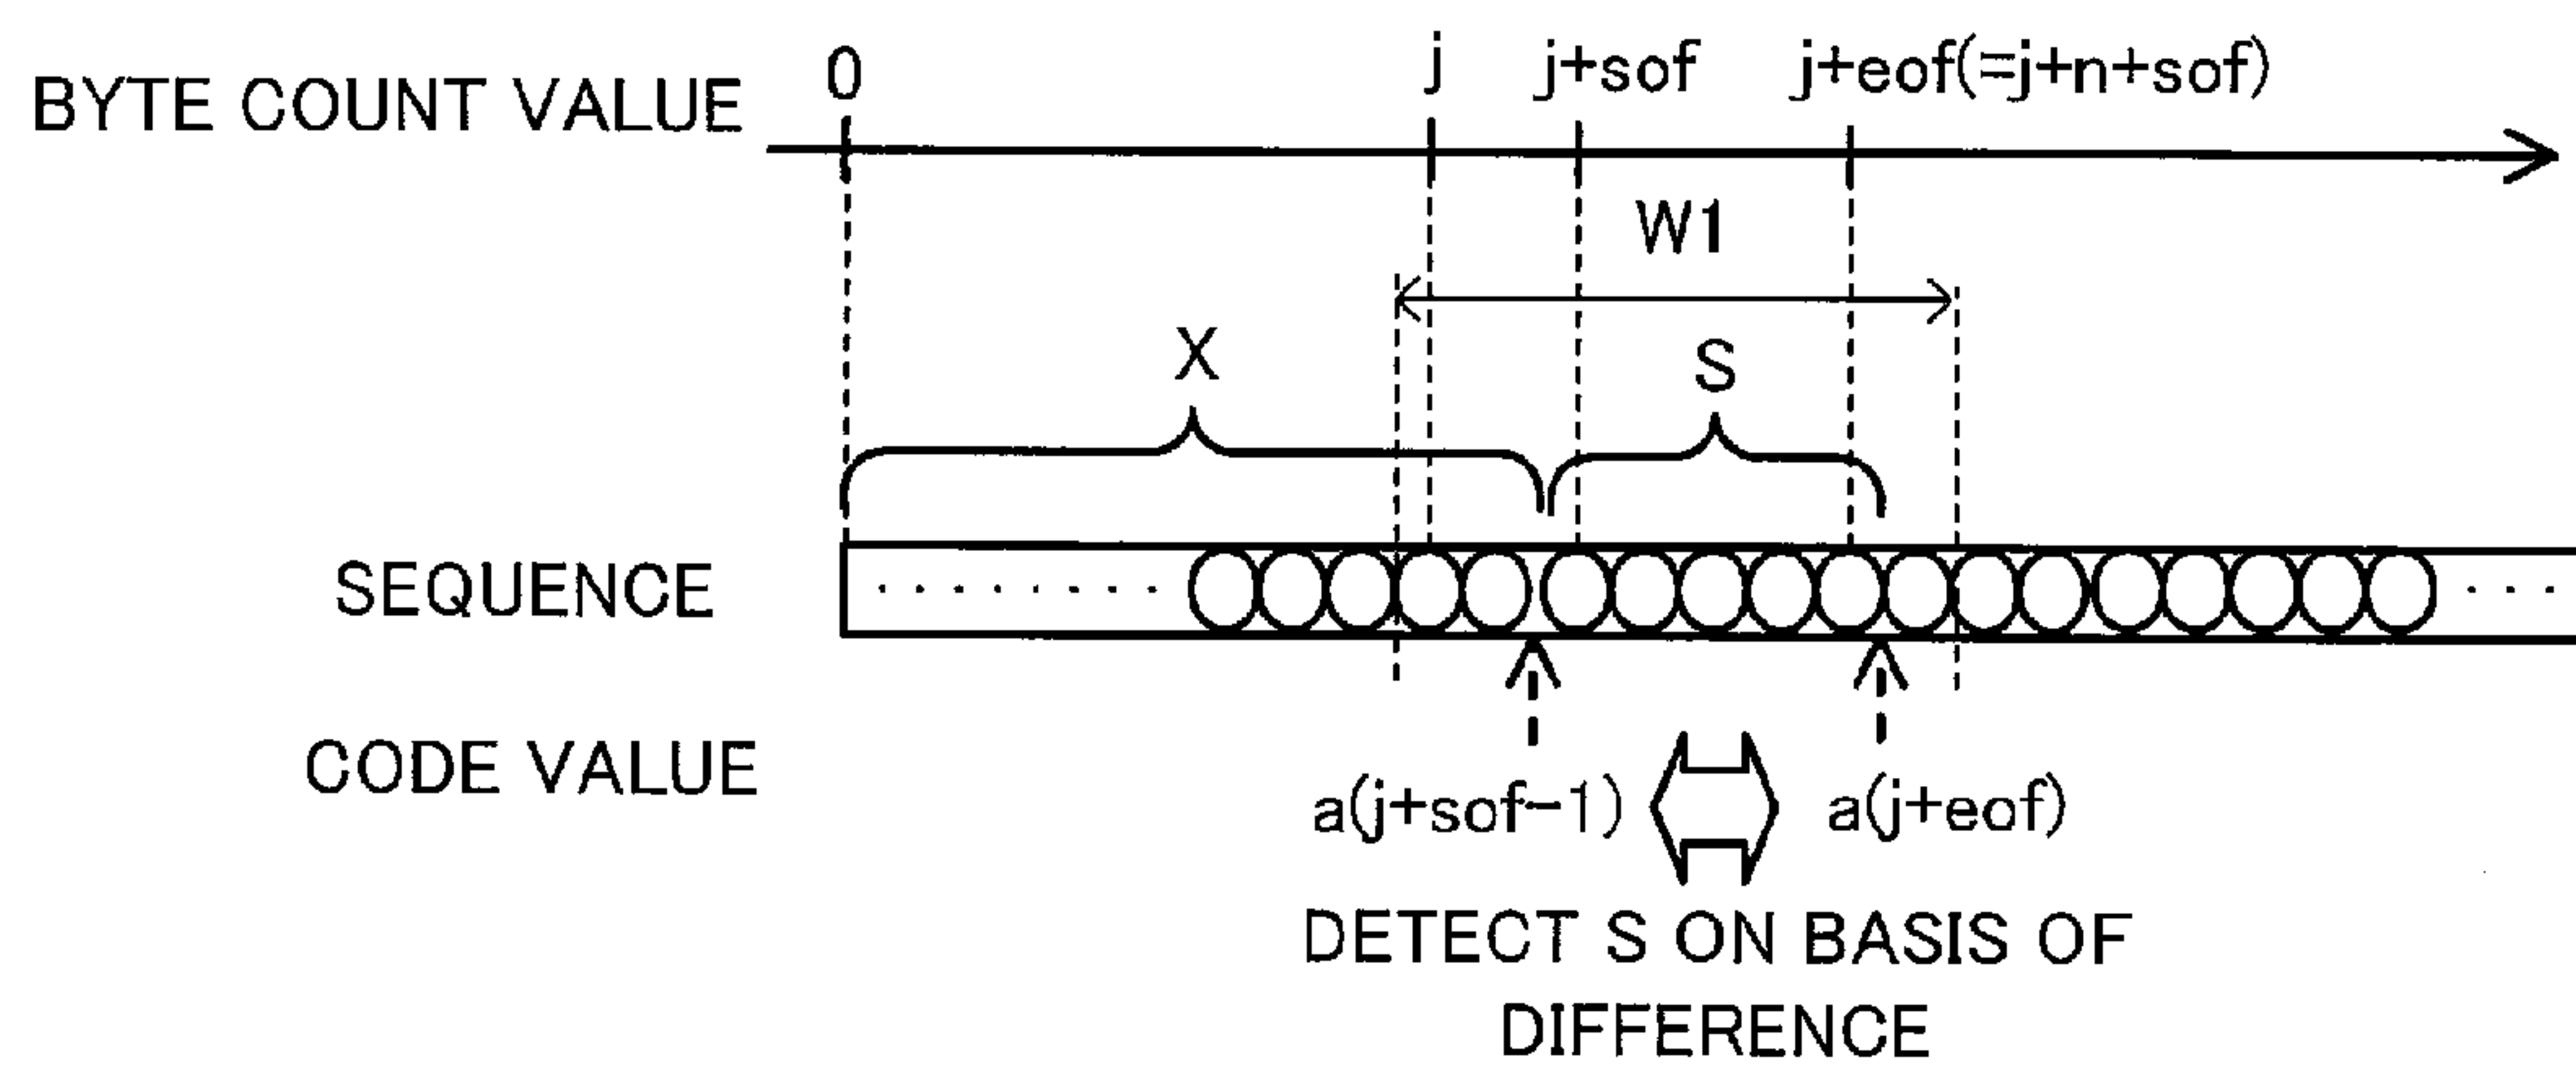 BYTE COUNT VALUE 0 j j+sof j+eof(=j+n+sof)
W1
X S
SEQUENCE
CODE VALUE a(j+sof-1) a(j+eof)
DETECT S ON BASIS OF
DIFFERENCE